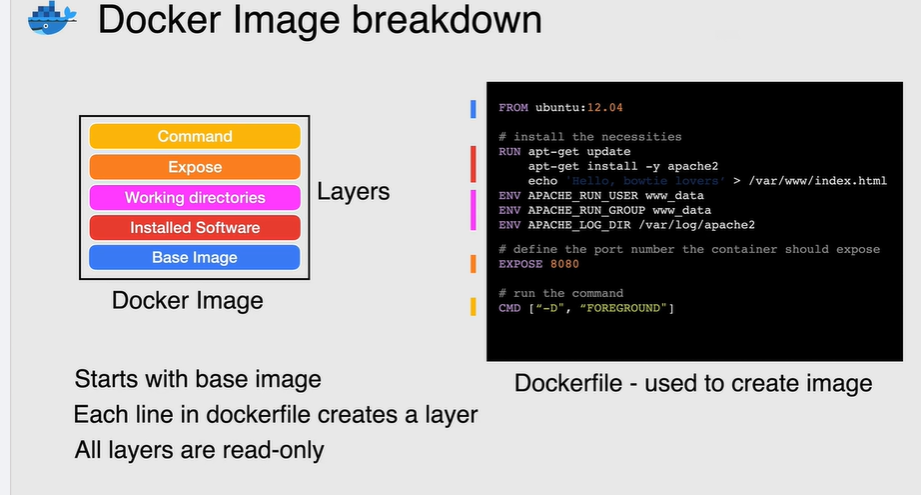 Docker Image breakdown
Command
Expose
Working directories
Installed Software
Base Image
Layers
Docker Image
FROM ubuntu:12.04
# install the necessities
RUN apt-get update
apt-get install -y apache2
echo 'Hello, bowtie lovers' > /var/www/index.html
ENV APACHE_RUN_USER www_data
ENV APACHE_RUN_GROUP www_data
ENV APACHE_LOG_DIR /var/log/apache2
# define the port number the container should expose
EXPOSE 8080
# run the command
CMD [“-D”, “FOREGROUND”]
Dockerfile - used to create image
Starts with base image
Each line in dockerfile creates a layer
All layers are read-only